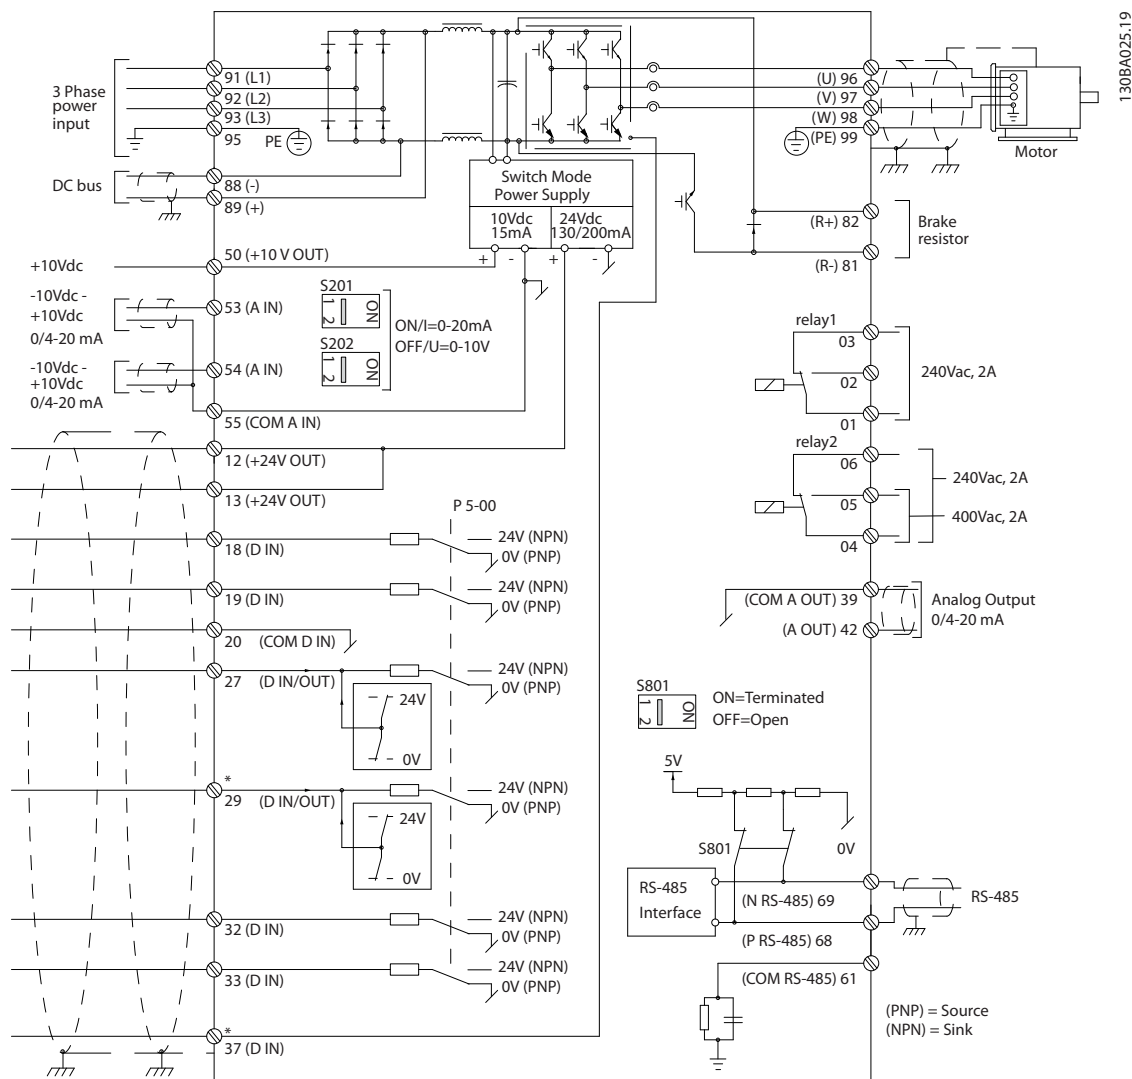 130BA025.19
3 Phase
power
input
91 (L1)
92 (L2)
93 (L3)
95
PE
DC bus
88 (-)
89 (+)
Switch Mode
Power Supply
10Vdc
15mA
24Vdc
130/200mA
+
-
+
-
(U) 96
(V) 97
(W) 98
(PE) 99
Motor
(R+) 82
Brake
resistor
(R-) 81
+10Vdc
50 (+10 V OUT)
-10Vdc -
+10Vdc
0/4-20 mA
53 (A IN)
S201
1
2
ON
ON/I=0-20mA
OFF/U=0-10V
S202
1
2
ON
-10Vdc -
+10Vdc
0/4-20 mA
54 (A IN)
55 (COM A IN)
relay1
03
02
01
240Vac, 2A
relay2
06
05
04
240Vac, 2A
400Vac, 2A
12 (+24V OUT)
13 (+24V OUT)
P 5-00
18 (D IN)
24V (NPN)
0V (PNP)
19 (D IN)
24V (NPN)
0V (PNP)
20
(COM D IN)
27
(D IN/OUT)
24V (NPN)
0V (PNP)
24V
0V
*
29
(D IN/OUT)
24V (NPN)
0V (PNP)
24V
0V
32 (D IN)
24V (NPN)
0V (PNP)
33 (D IN)
24V (NPN)
0V (PNP)
*
37 (D IN)
(COM A OUT) 39
(A OUT) 42
Analog Output
0/4-20 mA
S801
1
2
ON
ON=Terminated
OFF=Open
5V
S801
0V
RS-485
Interface
(N RS-485) 69
(P RS-485) 68
RS-485
(COM RS-485) 61
(PNP) = Source
(NPN) = Sink